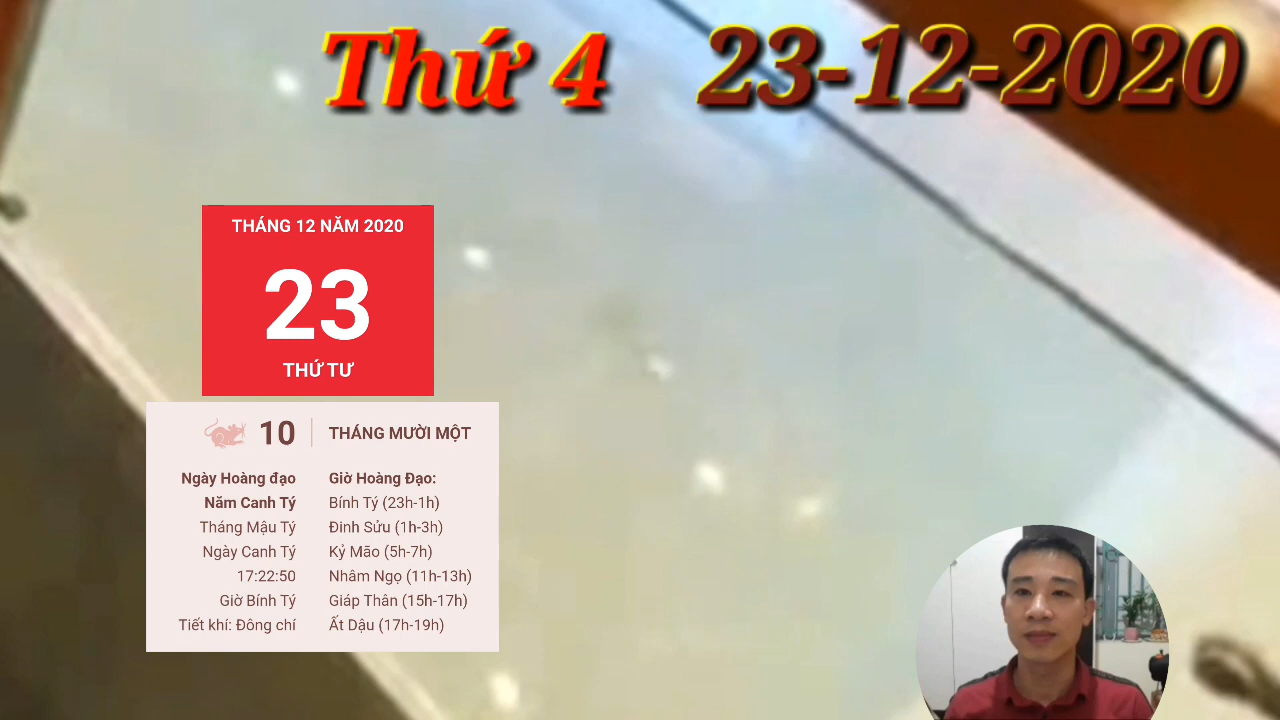 Thứ 4 23-12-2020
THÁNG 12 NĂM 2020
23
THỨ TƯ
10 THÁNG MƯỜI MỘT
Ngày Hoàng đạo Giờ Hoàng Đạo:
Năm Canh Tý Bính Tý (23h-1h)
Tháng Mậu Tý Đinh Sửu (1h-3h)
Ngày Canh Tý Kỷ Mão (5h-7h)
17:22:50 Nhâm Ngọ (11h-13h)
Giờ Bính Tý Giáp Thân (15h-17h)
Tiết khí: Đông chí Ất Dậu (17h-19h)